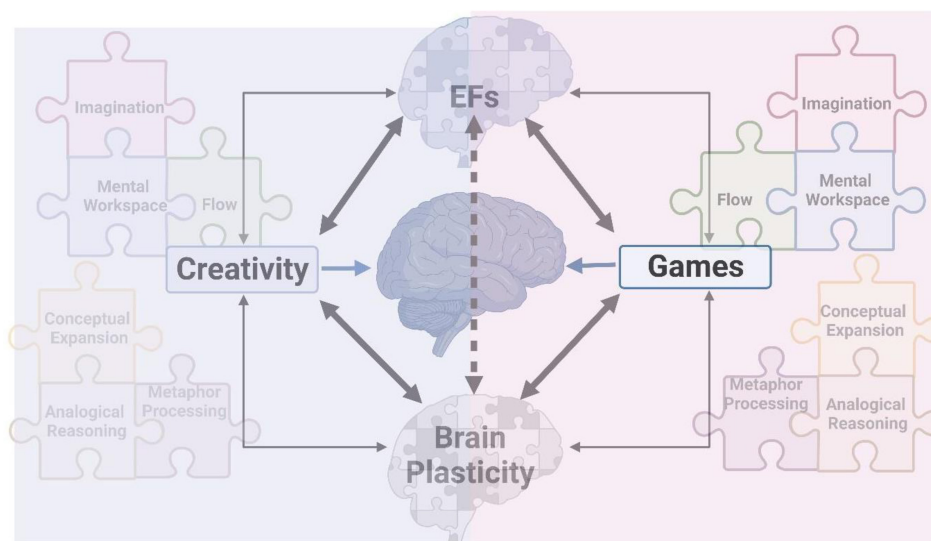 EFs
Imagination
Mental
Workspace
Flow
Creativity
Conceptual
Expansion
Analogical
Reasoning
Metaphor
Processing
Imagination
Flow
Mental
Workspace
Games
Conceptual
Expansion
Metaphor
Processing
Analogical
Reasoning
Brain
Plasticity